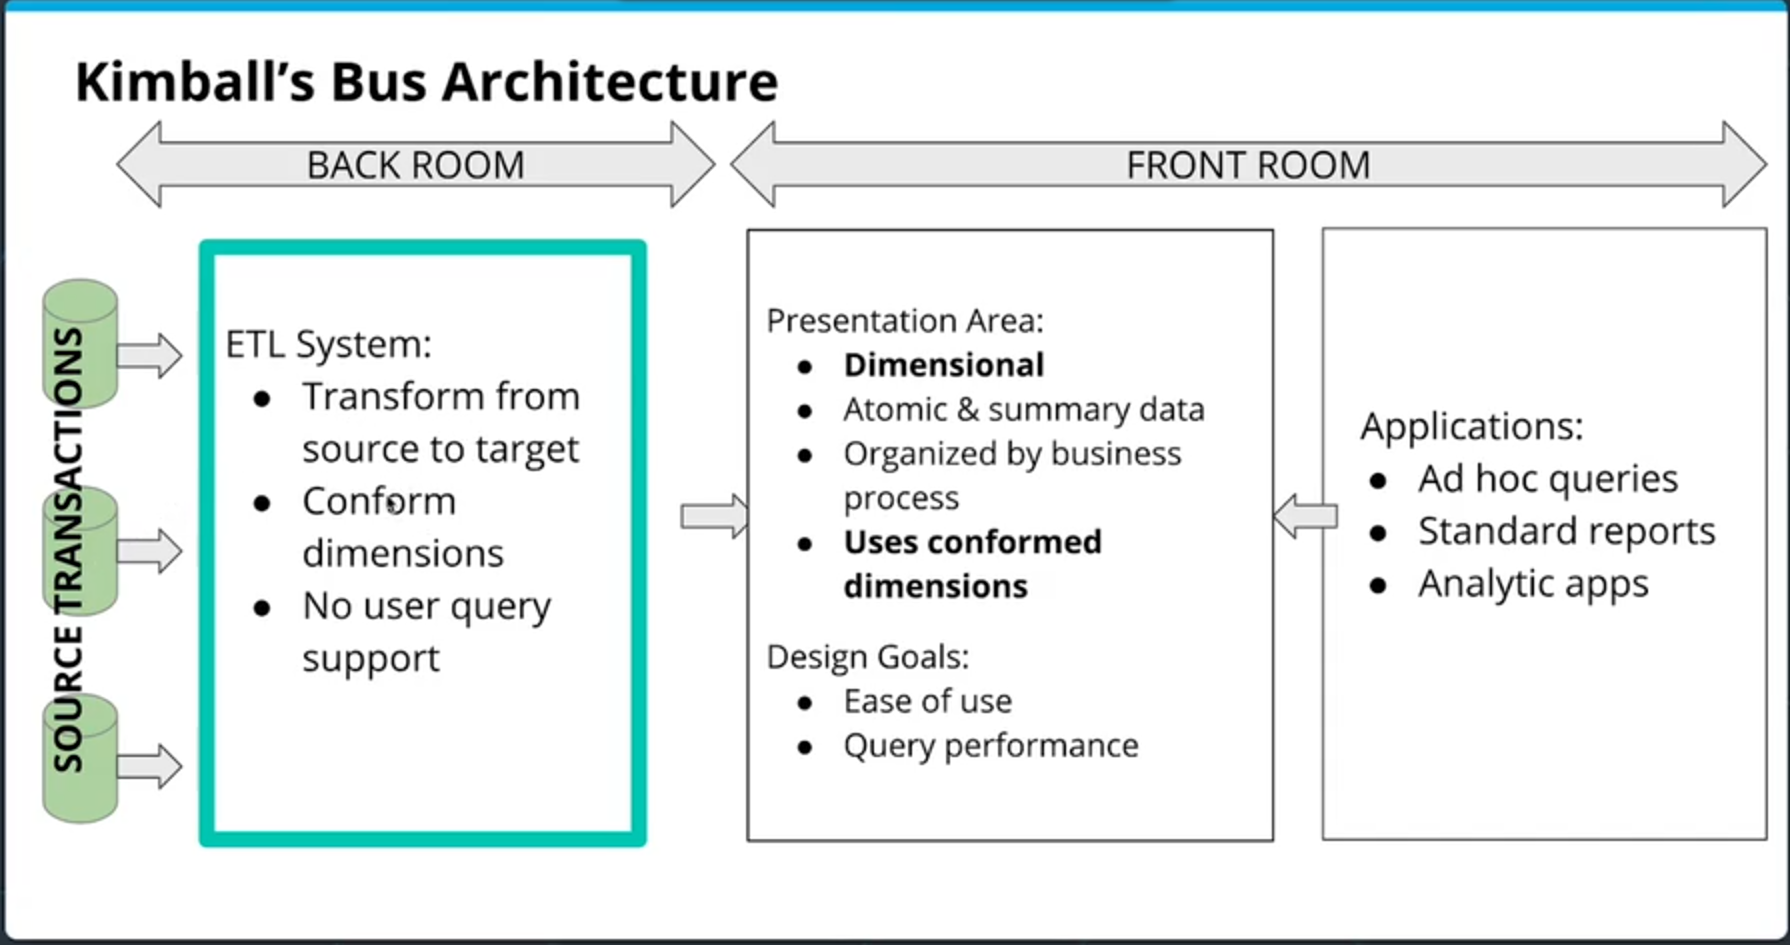 Kimball’s Bus Architecture
BACK ROOM
FRONT ROOM
SOURCE TRANSACTIONS
ETL System:
● Transform from
source to target
● Conform
dimensions
● No user query
support
Presentation Area:
● Dimensional
● Atomic & summary data
● Organized by business
process
● Uses conformed
dimensions
Design Goals:
● Ease of use
● Query performance
Applications:
● Ad hoc queries
● Standard reports
● Analytic apps